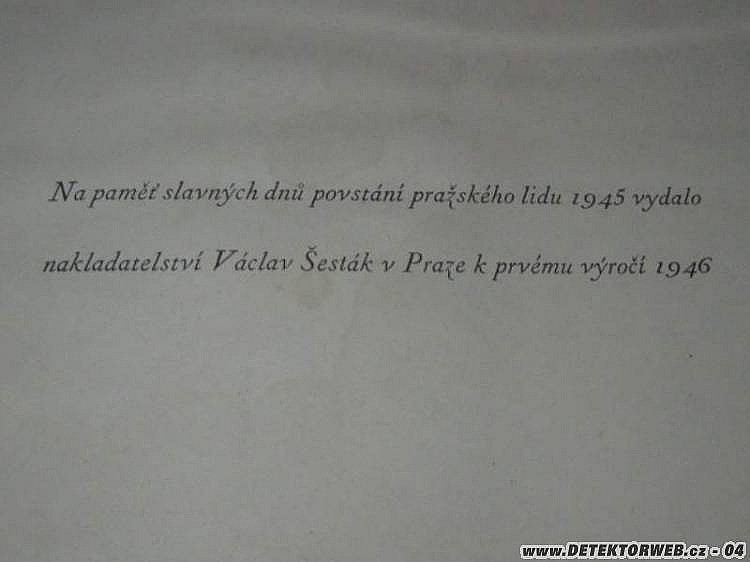 Na paměť slavných dnů povstání pražského lidu 1945 vydalo
nakladatelství Václav Šesták v Praze k prvému výročí 1946
www.DETEKTORWEB.cz - 04